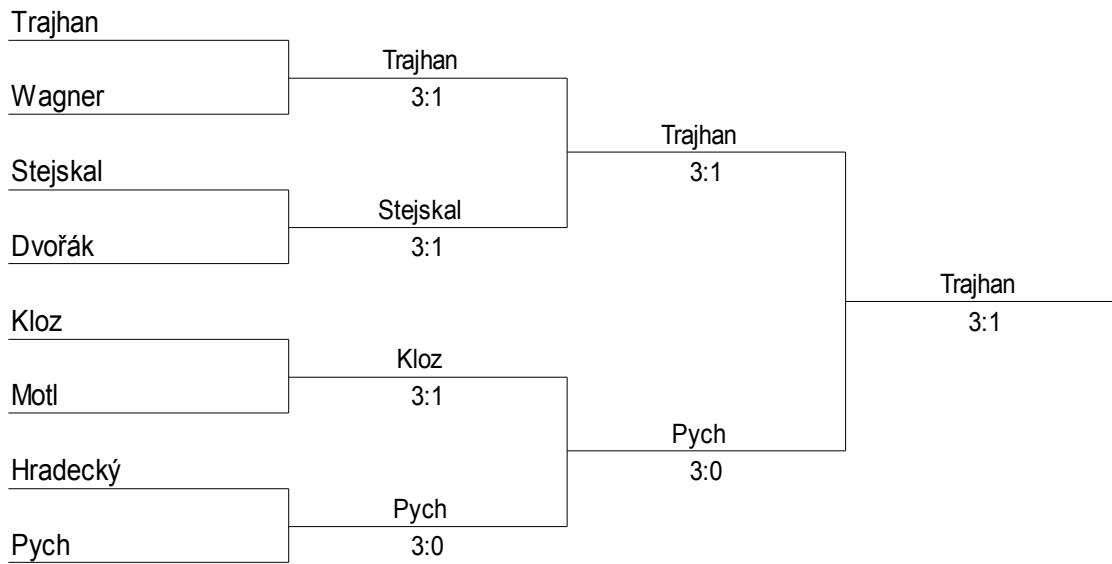 Trajhan
Trajhan
Wagner
3:1
Trajhan
Stejskal
3:1
Stejskal
Dvořák
3:1
Trajhan
Kloz
3:1
Kloz
Motl
3:1
Pych
Hradecký
3:0
Pych
Pych
3:0